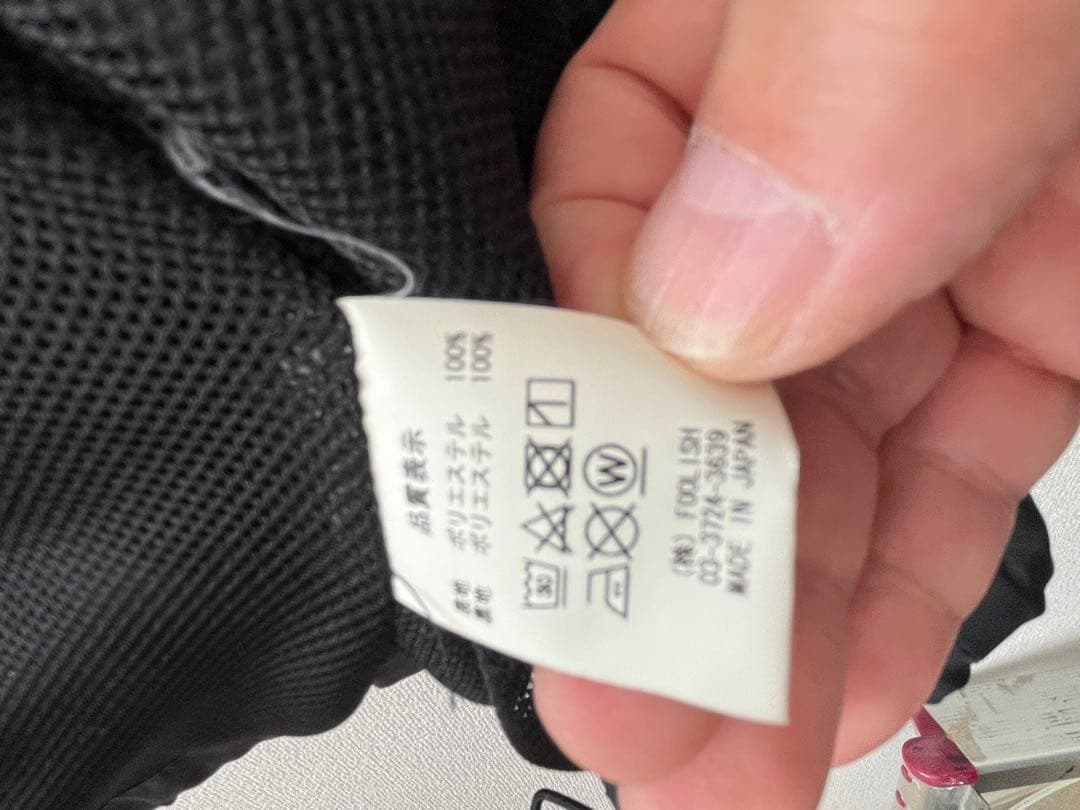 品質表示
表地 ポリエステル 100%
裏地 ポリエステル 100%
30
W
(株) FOOLISH
03-3724-3639
MADE IN JAPAN